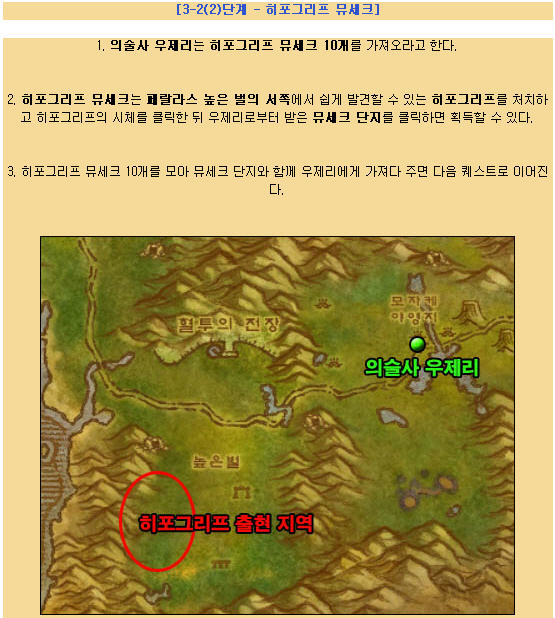 [3-2(2)단계 - 히포그리프 뮤세크]
1. 의술사 우제리는 히포그리프 뮤세크 10개를 가져오라고 한다.
2. 히포그리프 뮤세크는 페랄라스 높은 벌의 서쪽에서 쉽게 발견할 수 있는 히포그리프를 처치하
고 히포그리프의 시체를 클릭한 뒤 우제리로부터 받은 뮤세크 단지를 클릭하면 획득할 수 있다.
3. 히포그리프 뮤세크 10개를 모아 뮤세크 단지와 함께 우제리에게 가져다 주면 다음 퀘스트로 이어진
다.
모자케
야영지
혈투의 전장
의술사 우제리
높은벌
히포그리프 출현 지역